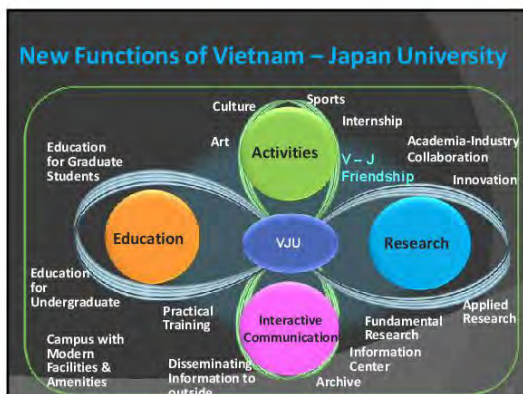 New Functions of Vietnam – Japan University
Culture
Sports
Internship
Art
Activities
V – J
Friendship
Education
for Graduate
Students
Academia-Industry
Collaboration
Innovation
Education
VJU
Research
Education
for
Undergraduate
Practical
Training
Interactive
Communication
Fundamental
Research
Applied
Research
Campus with
Modern
Facilities &
Amenities
Disseminating
Information to
outside
Information
Center
Archive